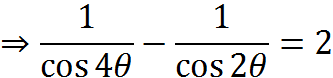 ⇒ 1/cos 4θ − 1/cos 2θ = 2